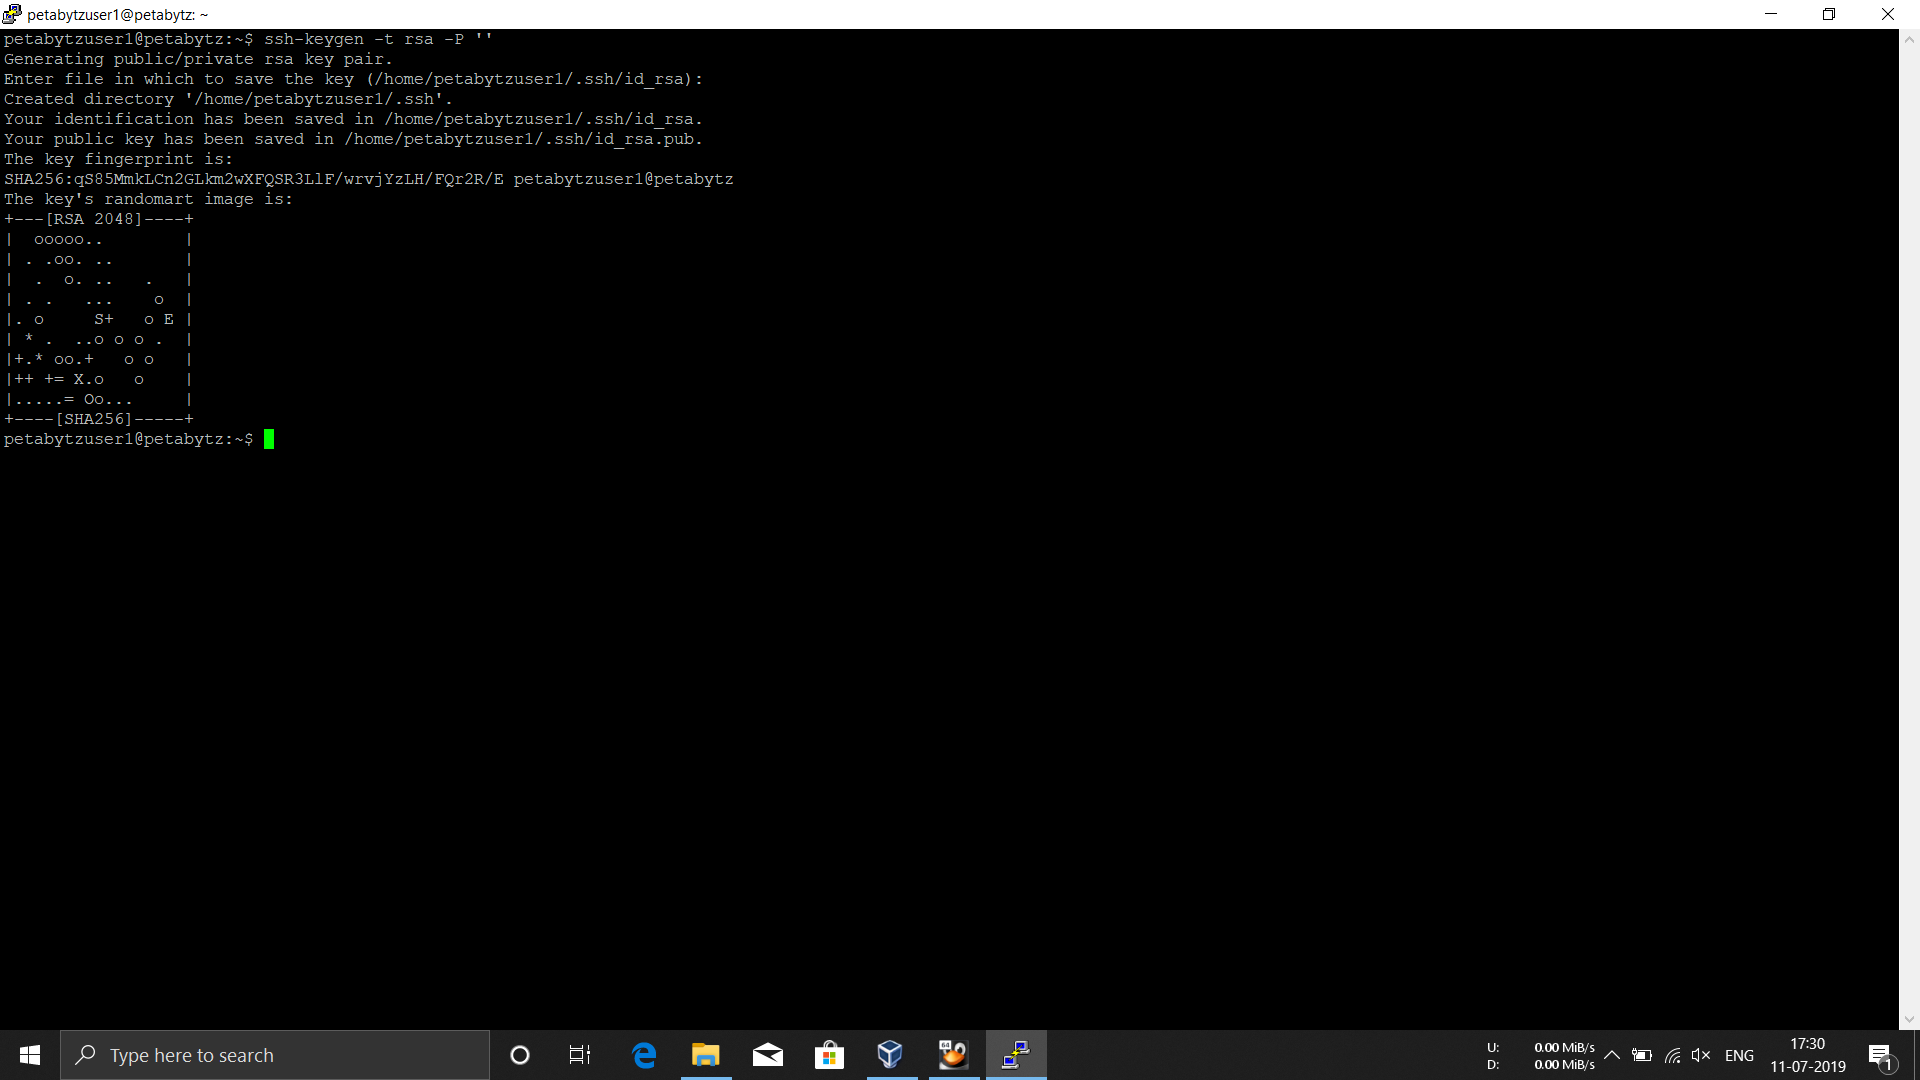 petabytzuser1@petabytz: ~
petabytzuser1@petabytz:~$ ssh-keygen -t rsa -P ''
Generating public/private rsa key pair.
Enter file in which to save the key (/home/petabytzuser1/.ssh/id_rsa):
Created directory '/home/petabytzuser1/.ssh'.
Your identification has been saved in /home/petabytzuser1/.ssh/id_rsa.
Your public key has been saved in /home/petabytzuser1/.ssh/id_rsa.pub.
The key fingerprint is:
SHA256:qS85MmkLCn2GLkm2wXFQSR3LlF/wrvjYzLH/FQr2R/E petabytzuser1@petabytz
The key's randomart image is:
+---[RSA 2048]----+
|  ooooo..        |
| . .oo. ..       |
|  .  o. ..   .   |
| . .   ...    o  |
|. o     S+   o E |
| * .  ..o o o .  |
|+.* oo.+   o o   |
|++ += X.o   o    |
|.....= Oo...     |
+----[SHA256]-----+
petabytzuser1@petabytz:~$
Type here to search
U: 0.00 MiB/s
D: 0.00 MiB/s
ENG
17:30
11-07-2019
64
1